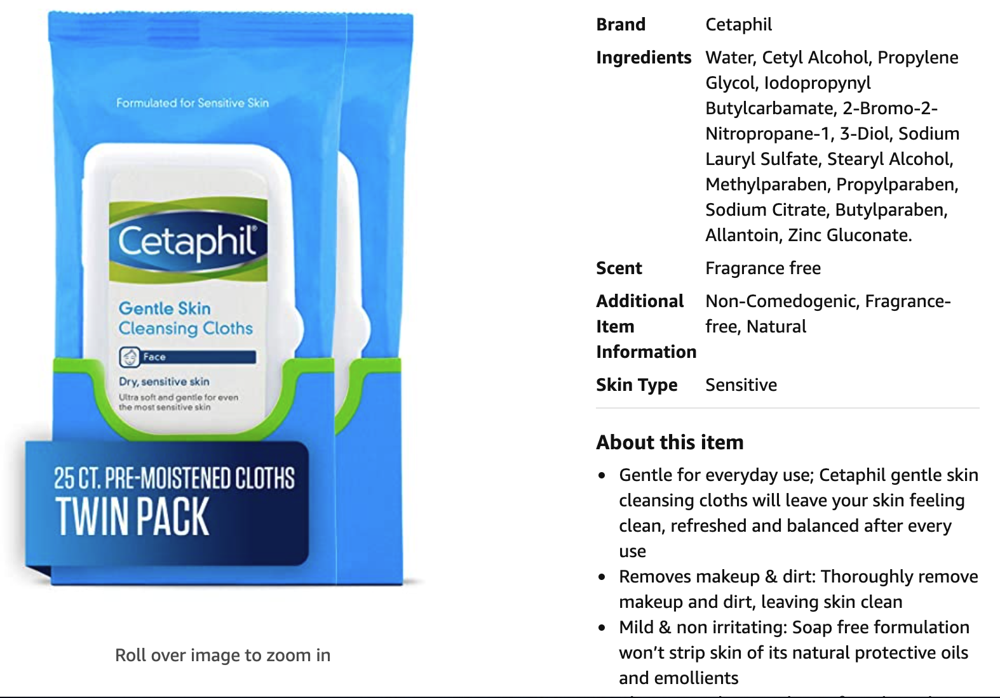 Formulated for Sensitive Skin
Cetaphil®
Gentle Skin
Cleansing Cloths
Face
Dry, sensitive skin
Ultra soft and gentle for even
the most sensitive skin
25 CT. PRE-MOISTENED CLOTHS
TWIN PACK
Roll over image to zoom in
Brand Cetaphil
Ingredients Water, Cetyl Alcohol, Propylene
Glycol, Iodopropynyl
Butylcarbamate, 2-Bromo-2-
Nitropropane-1, 3-Diol, Sodium
Lauryl Sulfate, Stearyl Alcohol,
Methylparaben, Propylparaben,
Sodium Citrate, Butylparaben,
Allantoin, Zinc Gluconate.
Scent Fragrance free
Additional Non-Comedogenic, Fragrance-
Item free, Natural
Information
Skin Type Sensitive
About this item
• Gentle for everyday use; Cetaphil gentle skin
cleansing cloths will leave your skin feeling
clean, refreshed and balanced after every
use
• Removes makeup & dirt: Thoroughly remove
makeup and dirt, leaving skin clean
• Mild & non irritating: Soap free formulation
won't strip skin of its natural protective oils
and emollients